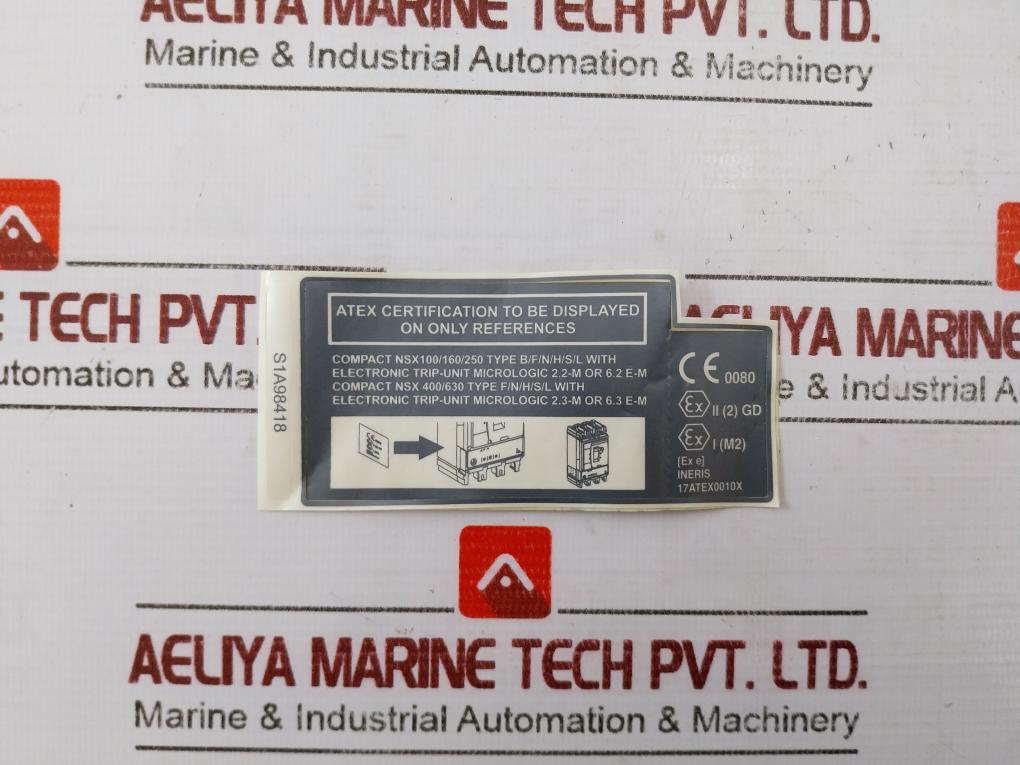 AELIYA MARINE TECH PVT. LTD.
Marine & Industrial Automation & Machinery
E TECH PVT.
utomation & Ma
S1A98418
ATEX CERTIFICATION TO BE DISPLAYED
ON ONLY REFERENCES
COMPACT NSX100/160/250 TYPE B/F/N/H/S/L WITH
ELECTRONIC TRIP-UNIT MICROLOGIC 2.2-M OR 6.2 E-M
COMPACT NSX 400/630 TYPE F/N/H/S/L WITH
ELECTRONIC TRIP-UNIT MICROLOGIC 2.3-M OR 6.3 E-M
CE 0080
Ex II (2) GD
Ex I (M2)
[Ex e]
INERIS
17ATEX0010X
IYA MARIN
e & Industrial A
AELIYA MARINE TECH PVT. LTD.
Marine & Industrial Automation & Machinery